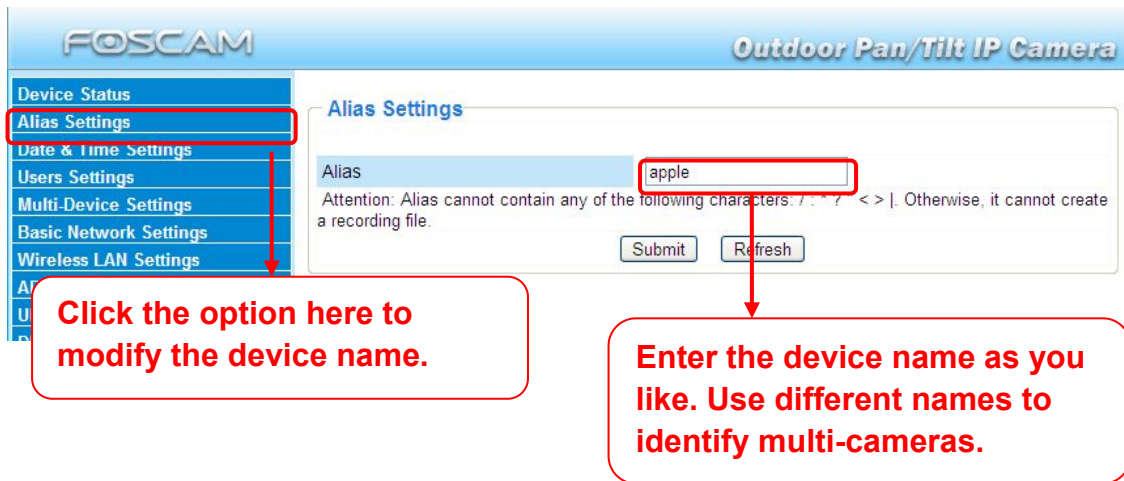 FOSCAM
Outdoor Pan/Tilt IP Camera
Device Status
Alias Settings
Date & Time Settings
Users Settings
Multi-Device Settings
Basic Network Settings
Wireless LAN Settings
Alias Settings
Alias
apple
Attention: Alias cannot contain any of the following characters: / : * ? " < > |. Otherwise, it cannot create
a recording file.
Submit
Refresh
Click the option here to
modify the device name.
Enter the device name as you
like. Use different names to
identify multi-cameras.